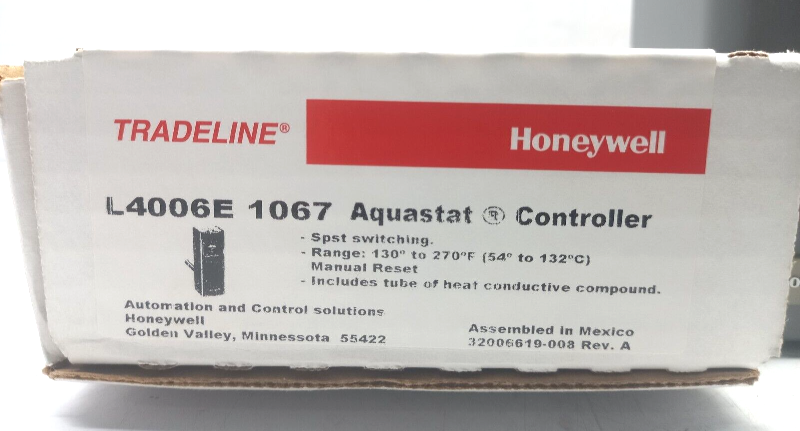 TRADELINE® Honeywell
L4006E 1067 Aquastat ® Controller
- Spst switching.
- Range: 130° to 270°F (54° to 132°C)
Manual Reset
- Includes tube of heat conductive compound.
Automation and Control solutions
Honeywell
Golden Valley, Minnesota 55422
Assembled in Mexico
32006619-008 Rev. A